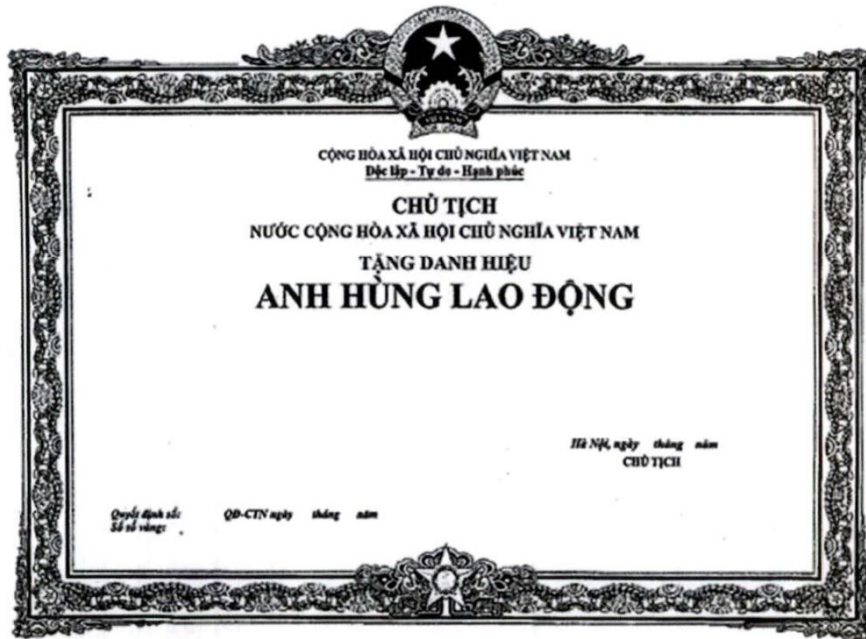 CỘNG HÒA XÃ HỘI CHỦ NGHĨA VIỆT NAM
Độc lập - Tự do - Hạnh phúc
CHỦ TỊCH
NƯỚC CỘNG HÒA XÃ HỘI CHỦ NGHĨA VIỆT NAM
TẶNG DANH HIỆU
ANH HÙNG LAO ĐỘNG
Hà Nội, ngày tháng năm
CHỦ TỊCH
Quyết định số: QĐ-CTN ngày tháng năm
Số sổ vàng: